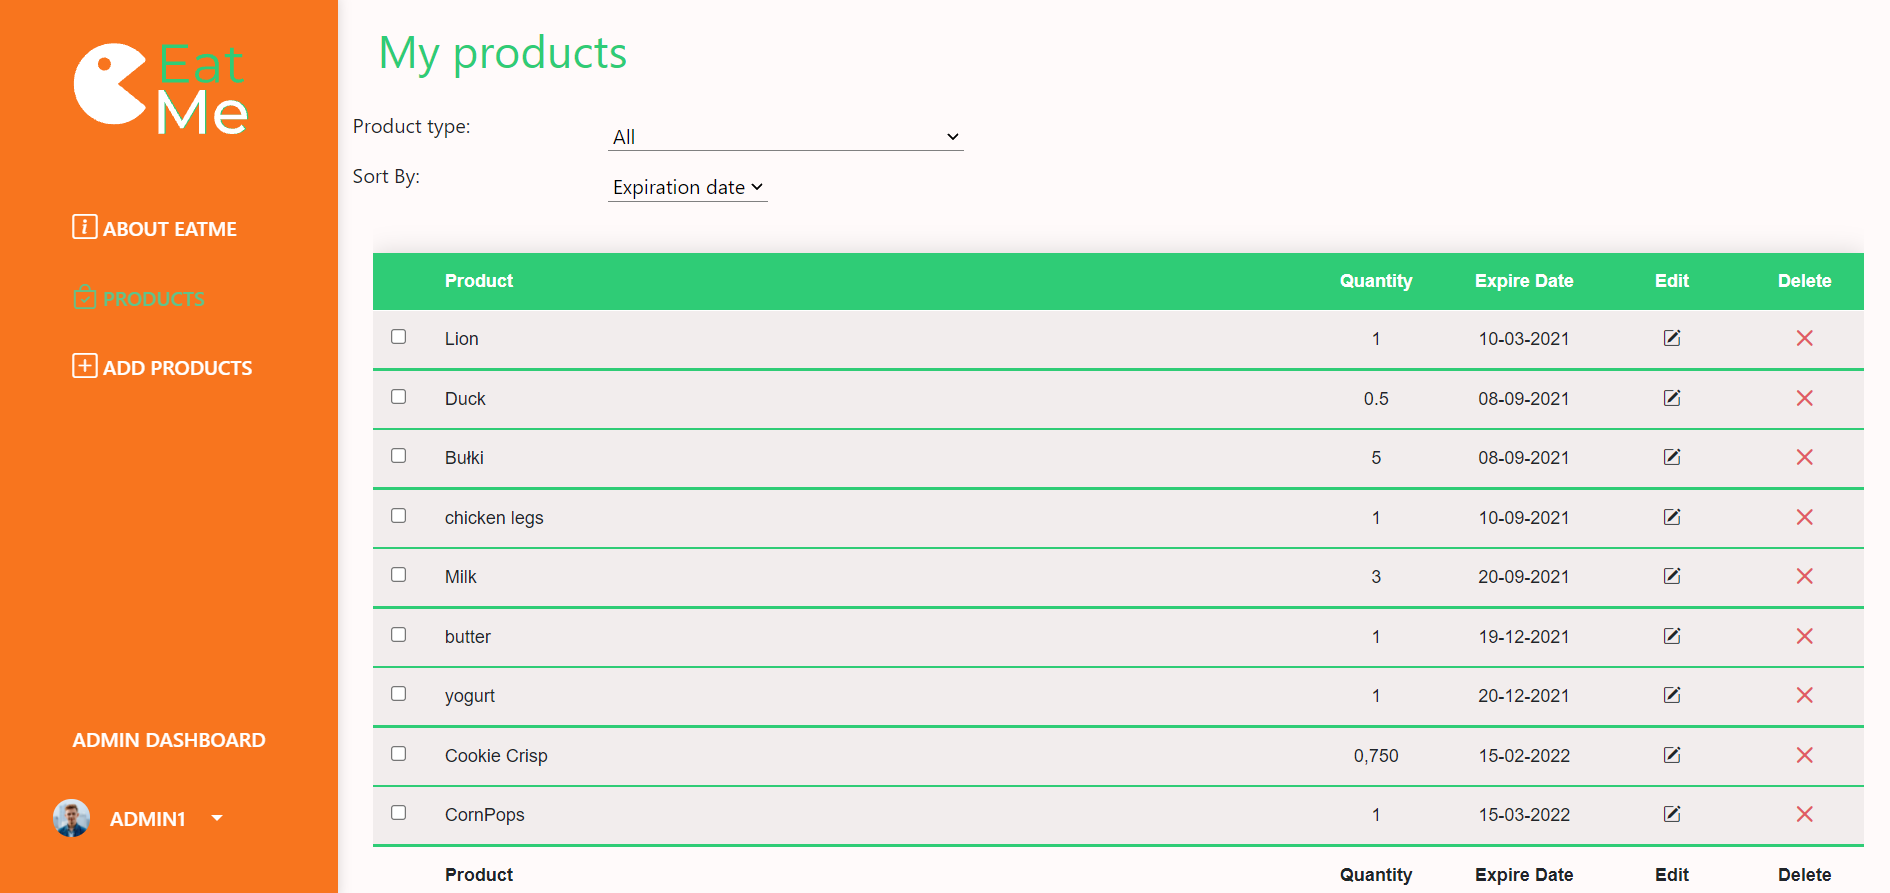 Eat
Me
ABOUT EATME
PRODUCTS
ADD PRODUCTS
ADMIN DASHBOARD
ADMIN1
My products
Product type: All
Sort By: Expiration date
Product Quantity Expire Date Edit Delete
Lion 1 10-03-2021
Duck 0.5 08-09-2021
Bułki 5 08-09-2021
chicken legs 1 10-09-2021
Milk 3 20-09-2021
butter 1 19-12-2021
yogurt 1 20-12-2021
Cookie Crisp 0,750 15-02-2022
CornPops 1 15-03-2022
Product Quantity Expire Date Edit Delete